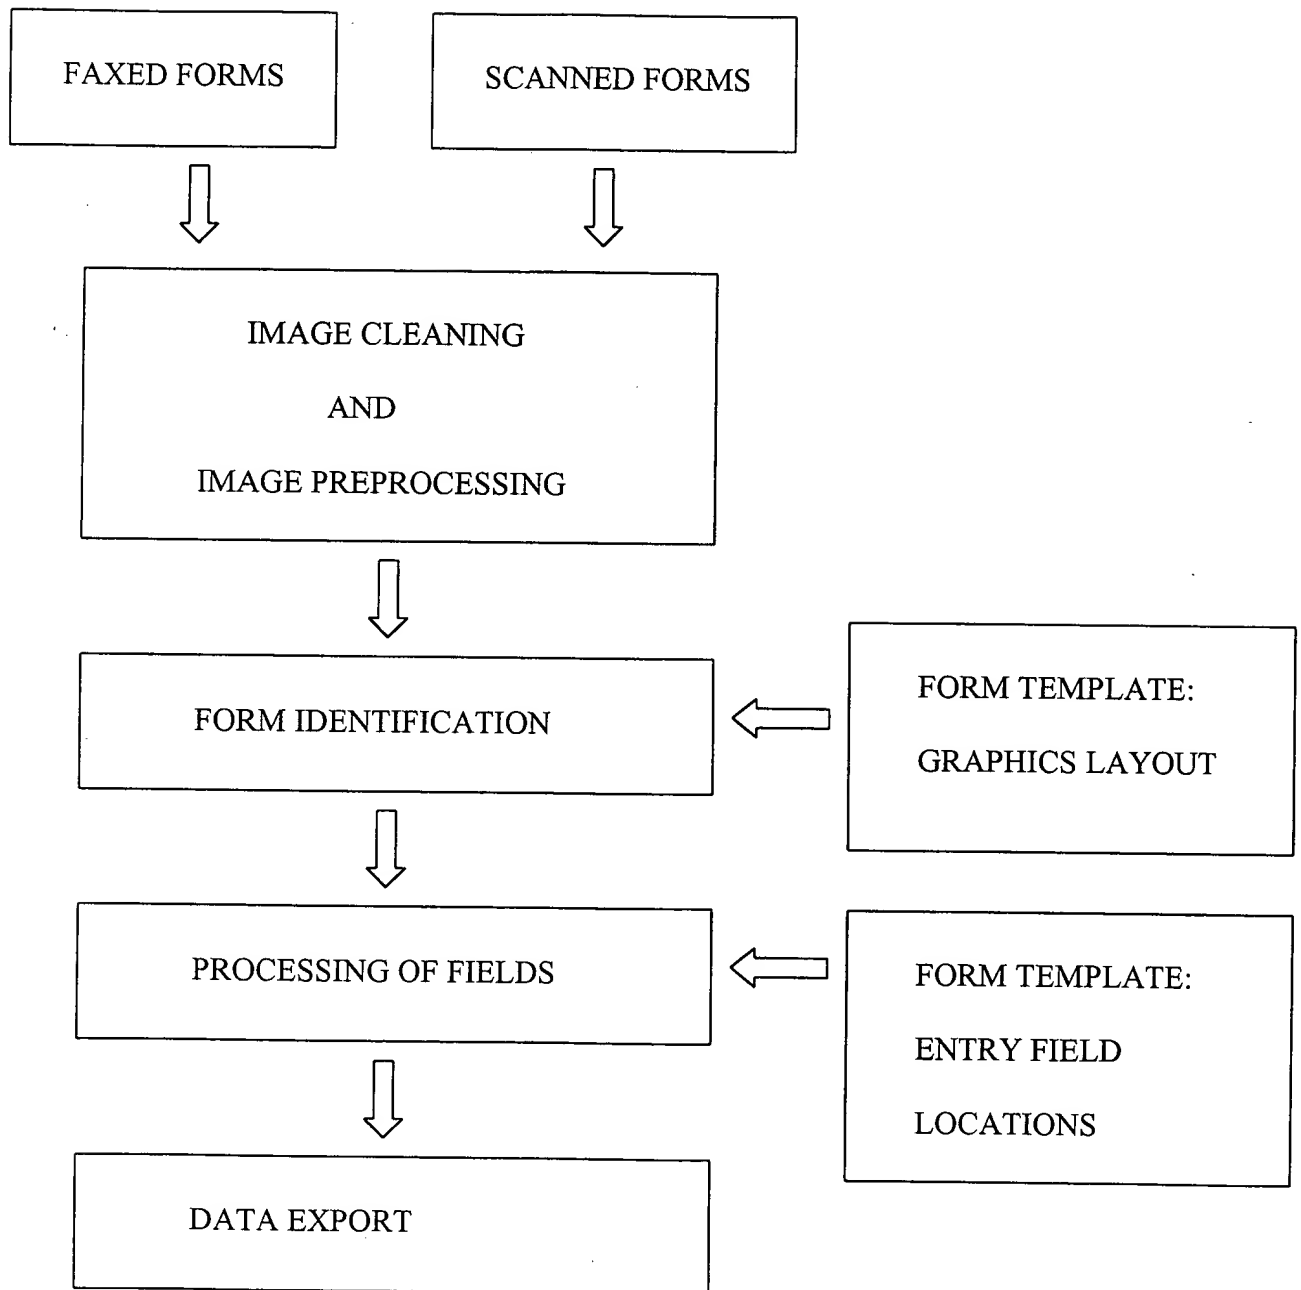 FAXED FORMS
SCANNED FORMS
IMAGE CLEANING
AND
IMAGE PREPROCESSING
FORM IDENTIFICATION
FORM TEMPLATE:
GRAPHICS LAYOUT
PROCESSING OF FIELDS
FORM TEMPLATE:
ENTRY FIELD
LOCATIONS
DATA EXPORT